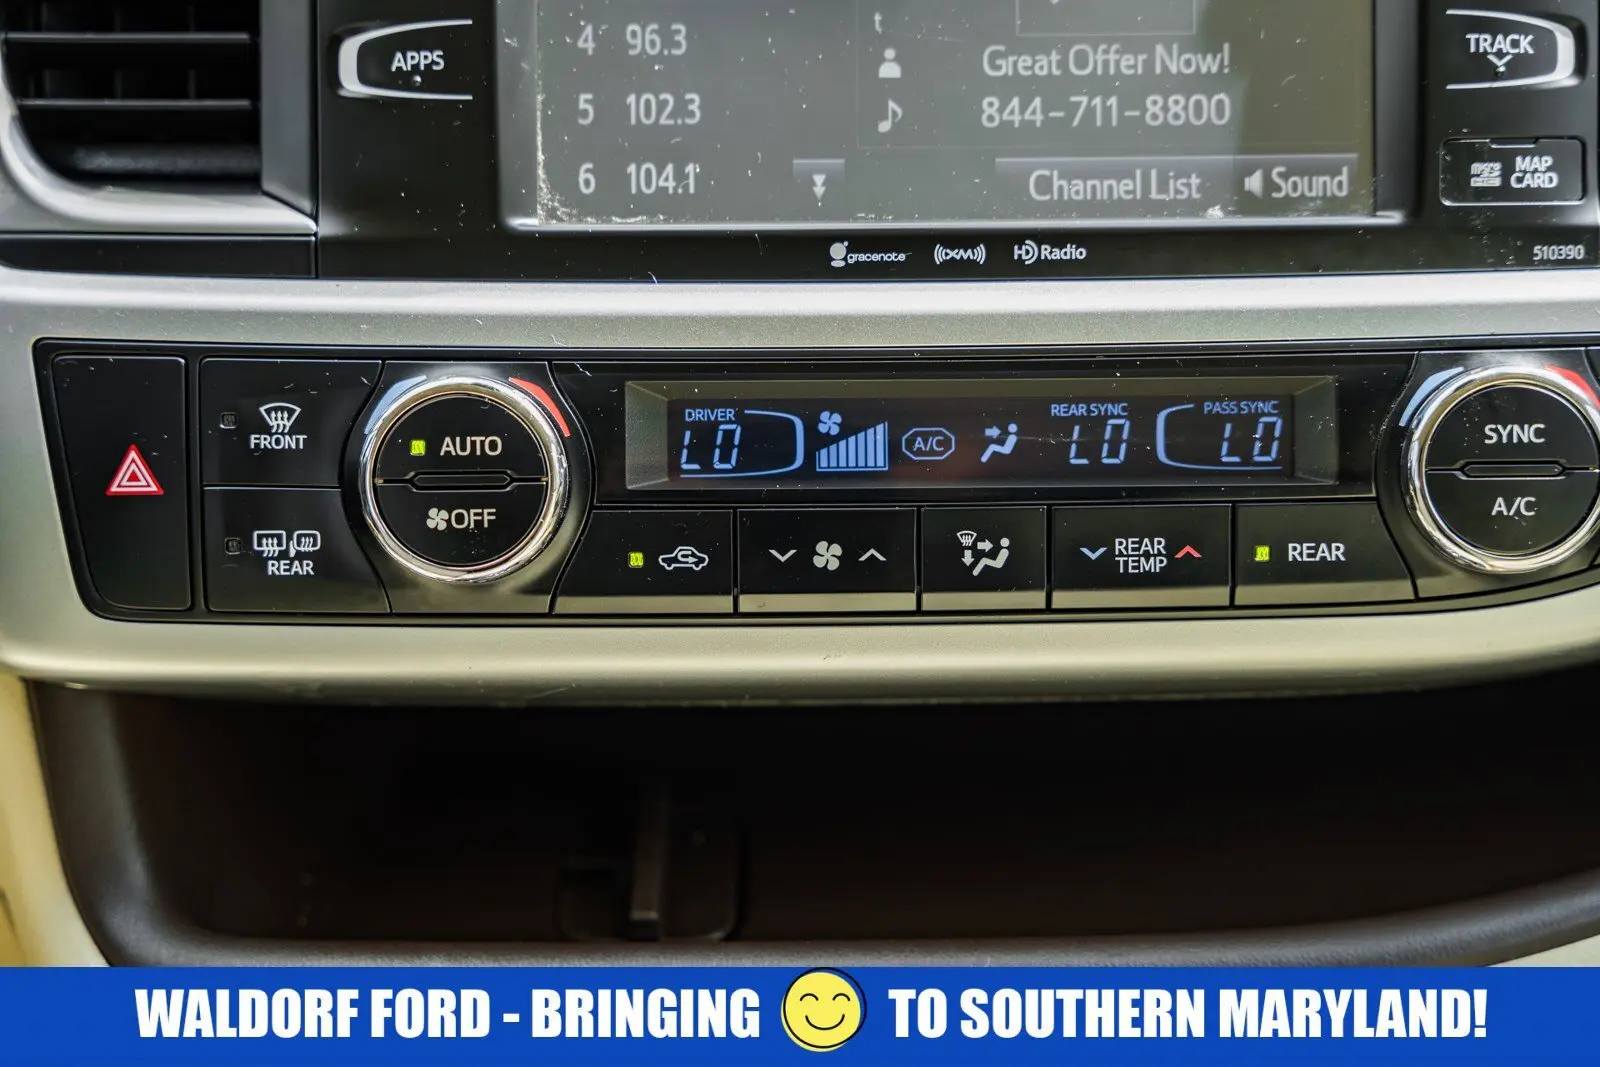 APPS
4 96.3
5 102.3
6 104.1
t
Great Offer Now!
844-711-8800
Channel List
Sound
TRACK
MAP CARD
gracenote
((XM))
HD Radio
510390
FRONT
REAR
AUTO
OFF
DRIVER
LO
A/C
REAR SYNC
LO
PASS SYNC
LO
REAR
TEMP
REAR
SYNC
A/C
WALDORF FORD - BRINGING TO SOUTHERN MARYLAND!